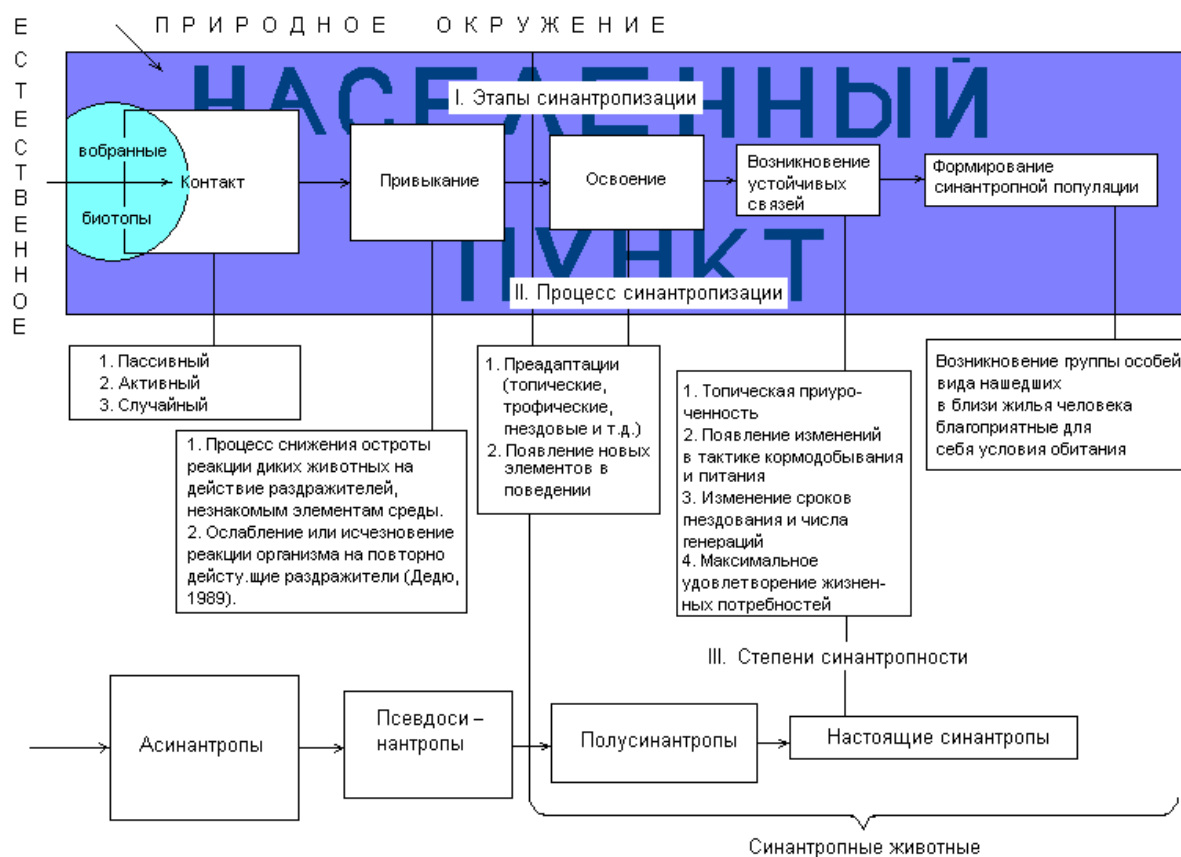 ЕСТЕСТВЕННОЕ
ПРИРОДНОЕ ОКРУЖЕНИЕ
НАСЕЛЕННЫЙ
ПУНКТ
I. Этапы синантропизации
вобранные
биотопы
Контакт
Привыкание
Освоение
Возникновение
устойчивых
связей
Формирование
синантропной популяции
II. Процесс синантропизации
1. Пассивный
2. Активный
3. Случайный
1. Процесс снижения остроты
реакции диких животных на
действие раздражителей,
незнакомым элементам среды.
2. Ослабление или исчезновение
реакции организма на повторно
действу.щие раздражители (Дедю,
1989).
1. Преадаптации
(топические,
трофические,
гнездовые и т.д.)
2. Появление новых
элементов в
поведении
1. Топическая приуро-
ченность
2. Появление изменений
в тактике кормодобывания
и питания
3. Изменение сроков
гнездования и числа
генераций
4. Максимальное
удовлетворение жизнен-
ных потребностей
Возникновение группы особей
вида нашедших
в близи жилья человека
благоприятные для
себя условия обитания
III. Степени синантропности
Асинантропы
Псевдоси –
нантропы
Полусинантропы
Настоящие синантропы
Синантропные животные